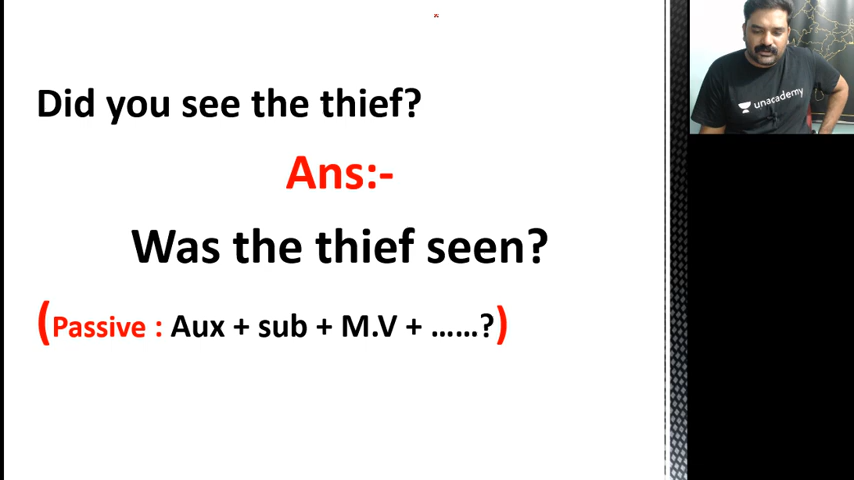 Did you see the thief?
Ans:-
Was the thief seen?
(Passive : Aux + sub + M.V + ......?)
unacademy